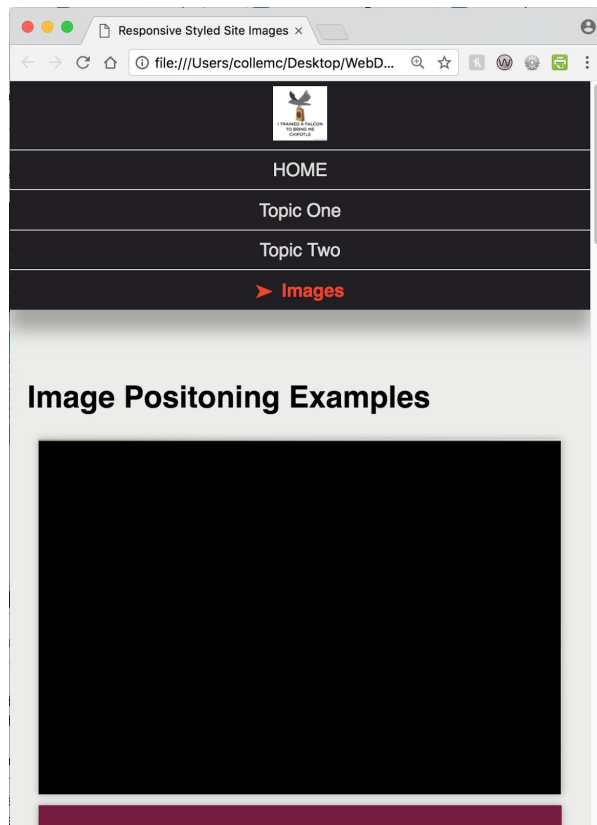 Responsive Styled Site Images ×
file:///Users/collemc/Desktop/WebD...
I TRAINED A FALCON
TO BRING ME
CHIPOTLE
HOME
Topic One
Topic Two
➤ Images
Image Positoning Examples